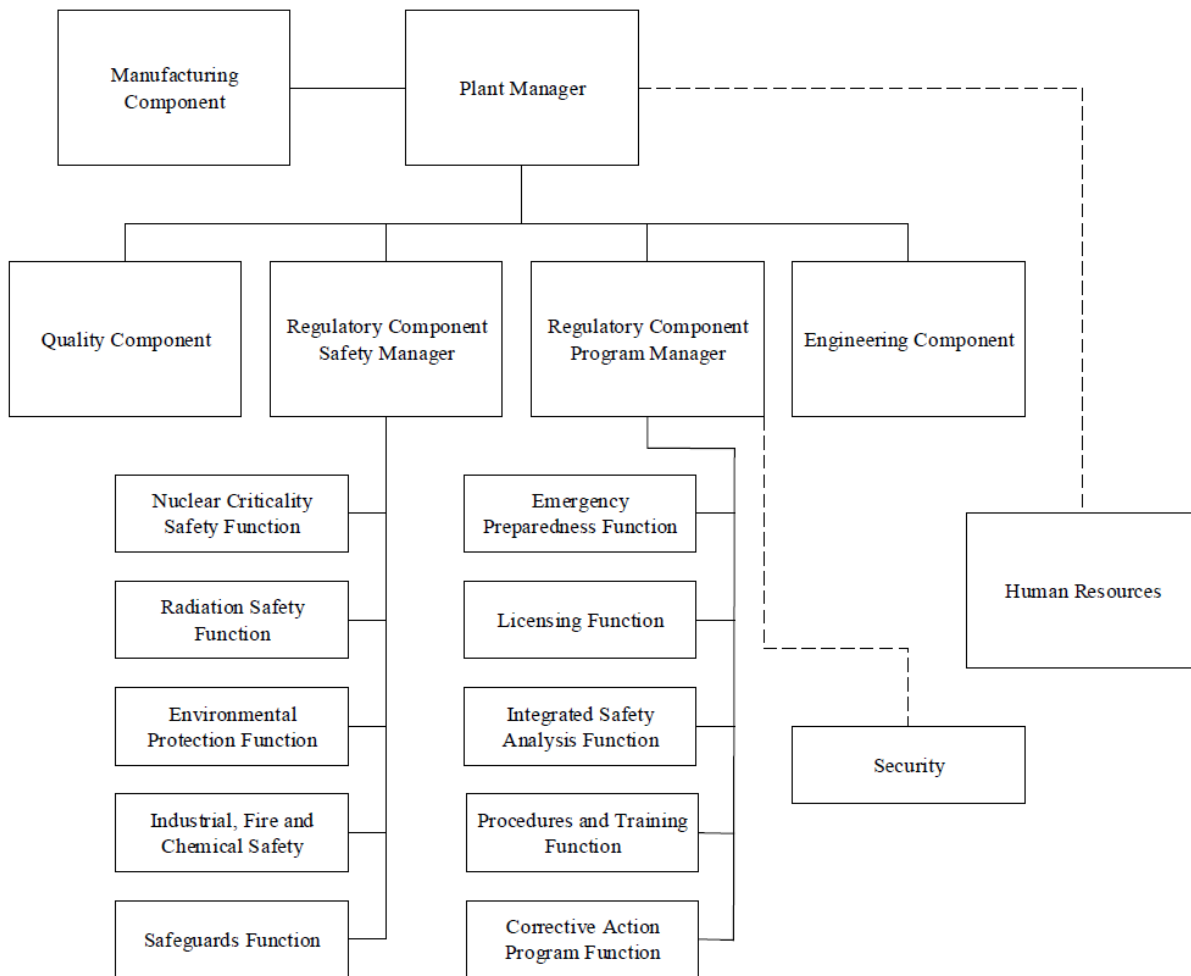 Manufacturing
Component
Plant Manager
Quality Component
Regulatory Component
Safety Manager
Regulatory Component
Program Manager
Engineering Component
Nuclear Criticality
Safety Function
Emergency
Preparedness Function
Human Resources
Radiation Safety
Function
Licensing Function
Environmental
Protection Function
Integrated Safety
Analysis Function
Security
Industrial, Fire and
Chemical Safety
Procedures and Training
Function
Safeguards Function
Corrective Action
Program Function